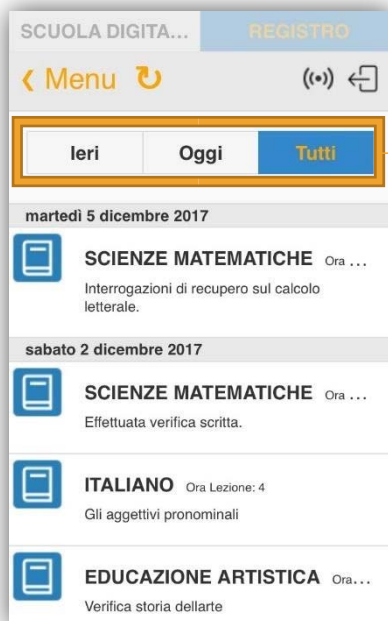 SCUOLA DIGITA... REGISTRO
Menu
Ieri Oggi Tutti
martedì 5 dicembre 2017
SCIENZE MATEMATICHE Ora ...
Interrogazioni di recupero sul calcolo
letterale.
sabato 2 dicembre 2017
SCIENZE MATEMATICHE Ora ...
Effettuata verifica scritta.
ITALIANO Ora Lezione: 4
Gli aggettivi pronominali
EDUCAZIONE ARTISTICA Ora...
Verifica storia dellarte